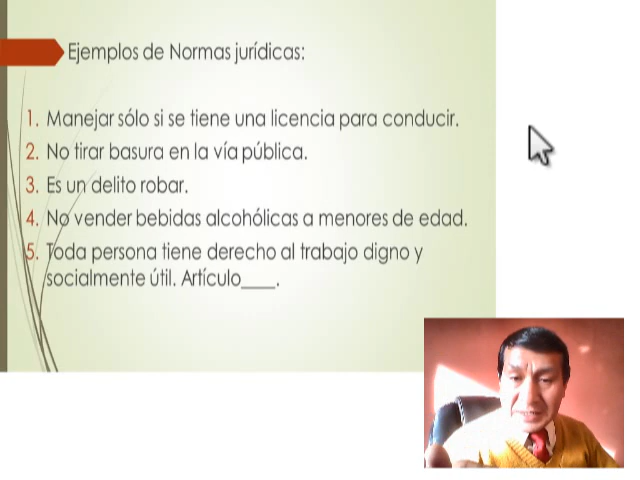 Ejemplos de Normas jurídicas:
1. Manejar sólo si se tiene una licencia para conducir.
2. No tirar basura en la vía pública.
3. Es un delito robar.
4. No vender bebidas alcohólicas a menores de edad.
5. Toda persona tiene derecho al trabajo digno y
socialmente útil. Artículo____.